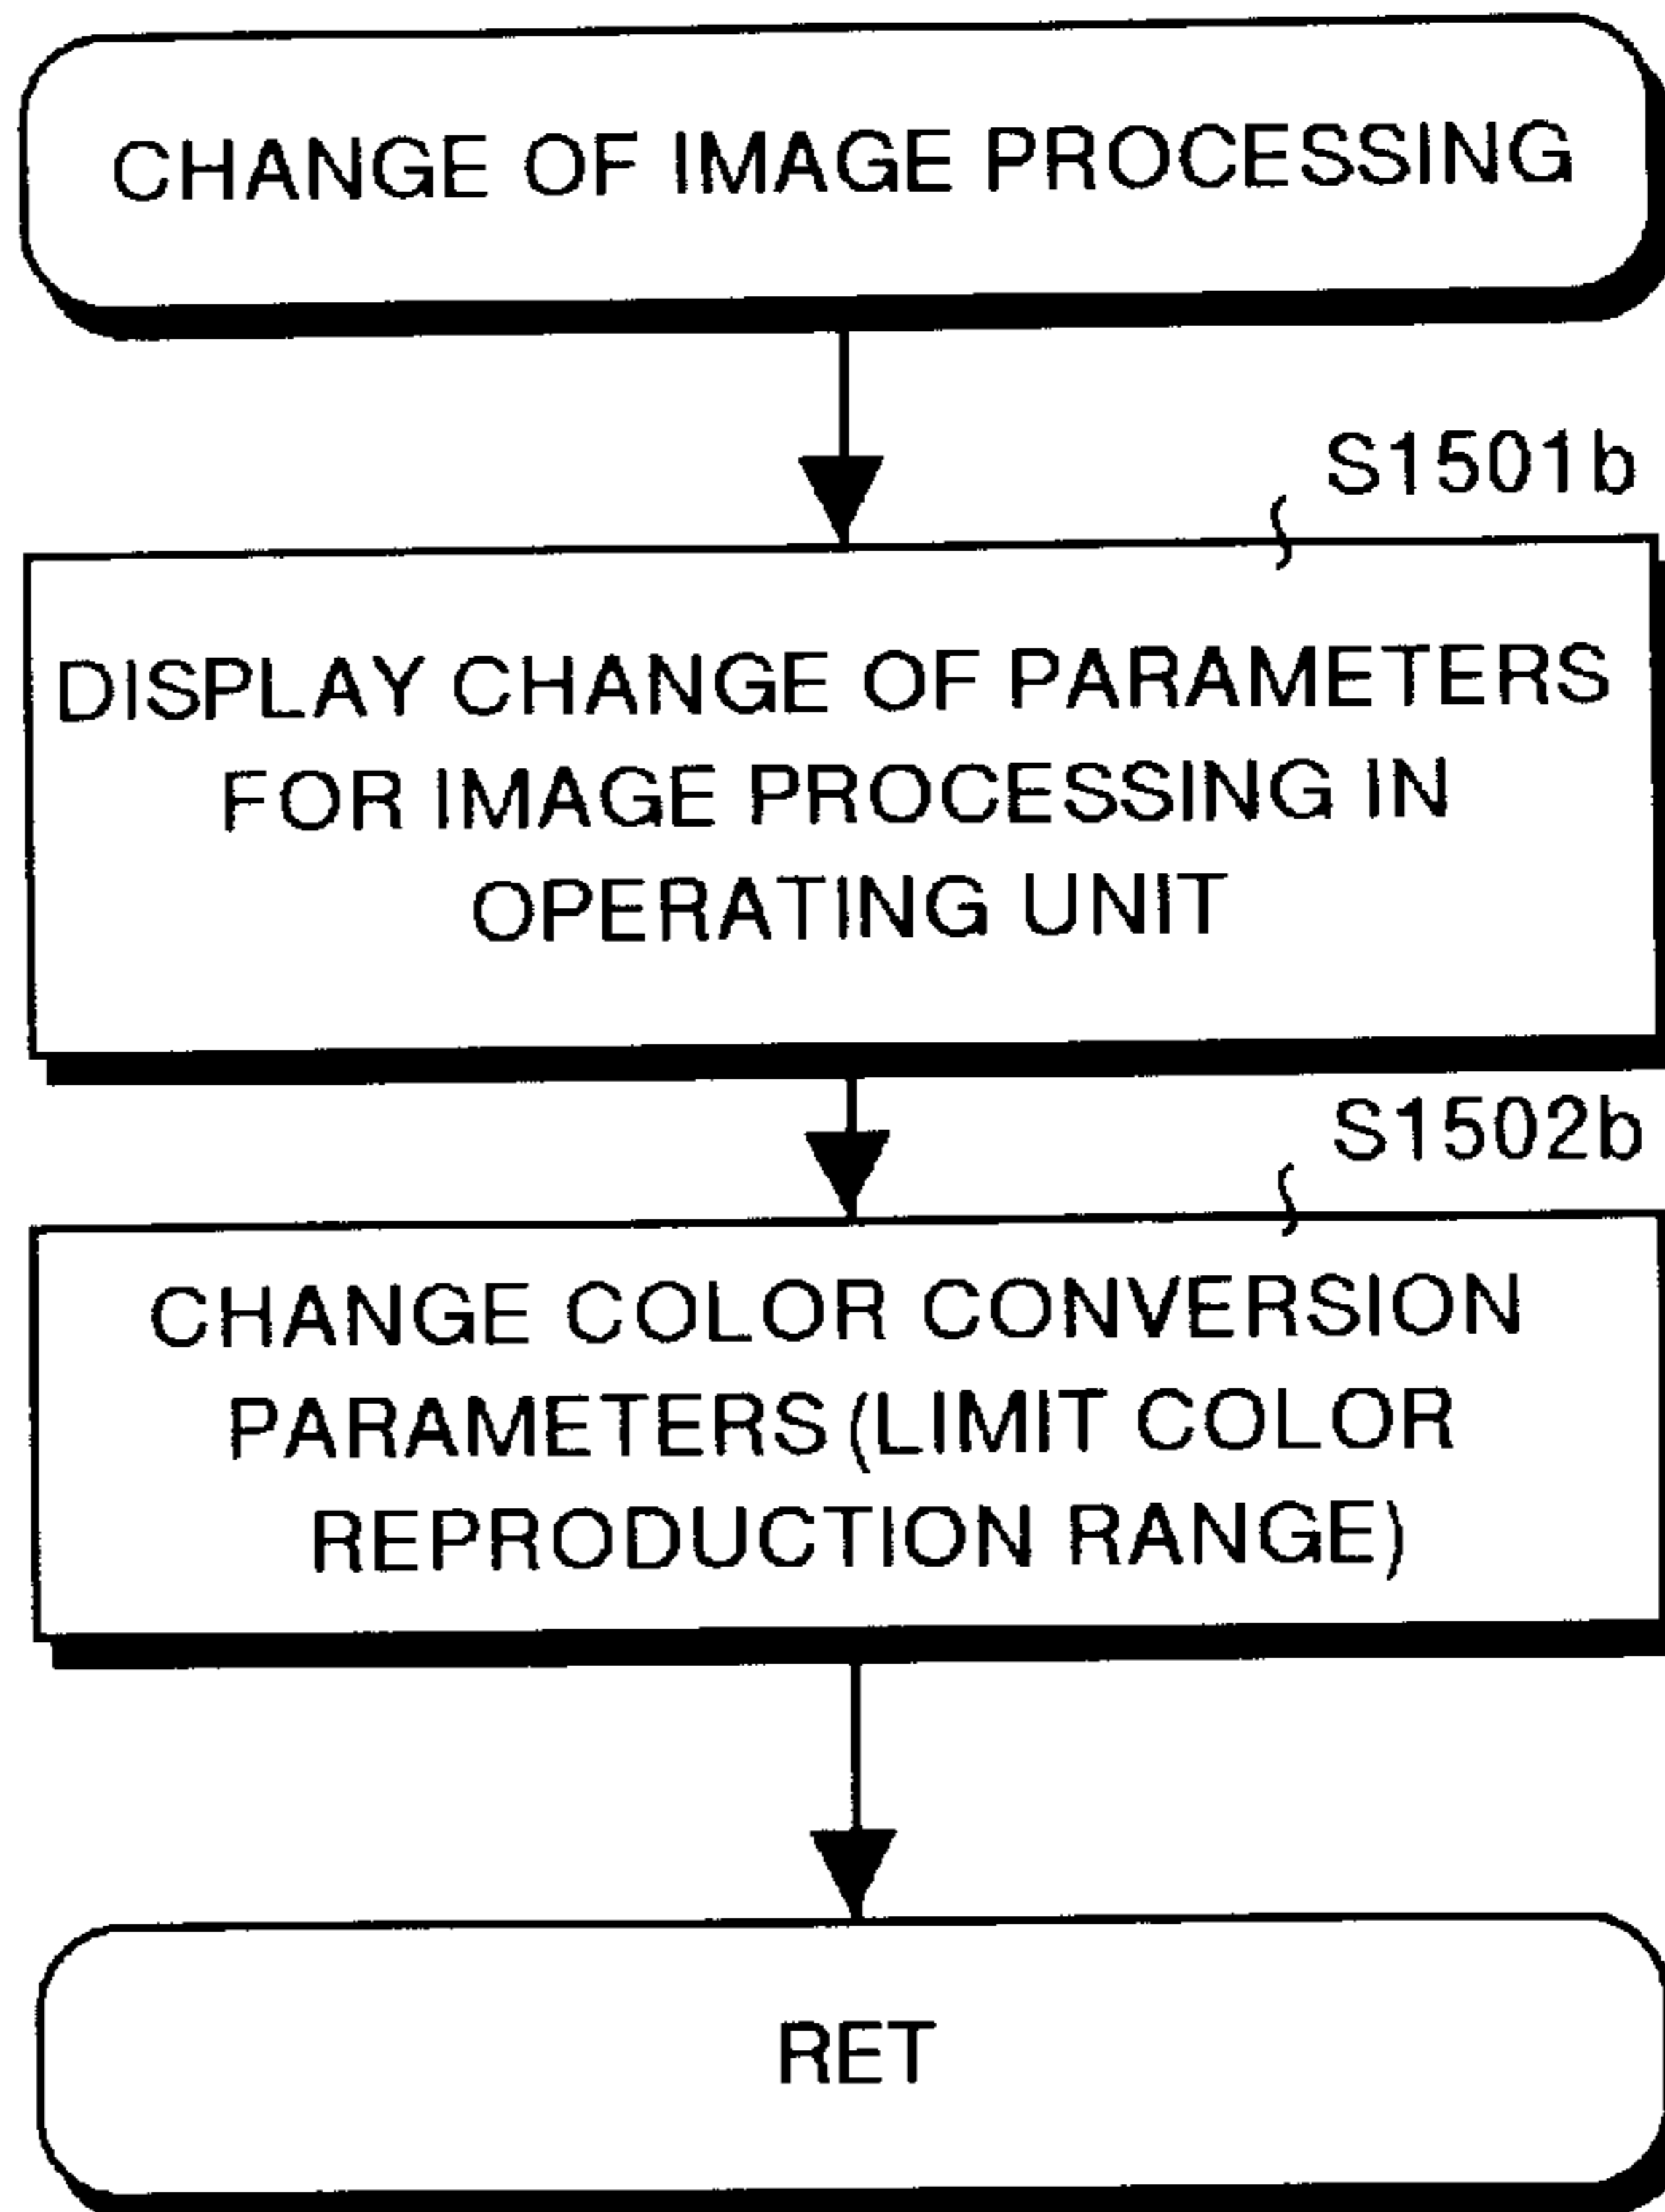 CHANGE OF IMAGE PROCESSING
S1501b
DISPLAY CHANGE OF PARAMETERS
FOR IMAGE PROCESSING IN
OPERATING UNIT
S1502b
CHANGE COLOR CONVERSION
PARAMETERS (LIMIT COLOR
REPRODUCTION RANGE)
RET